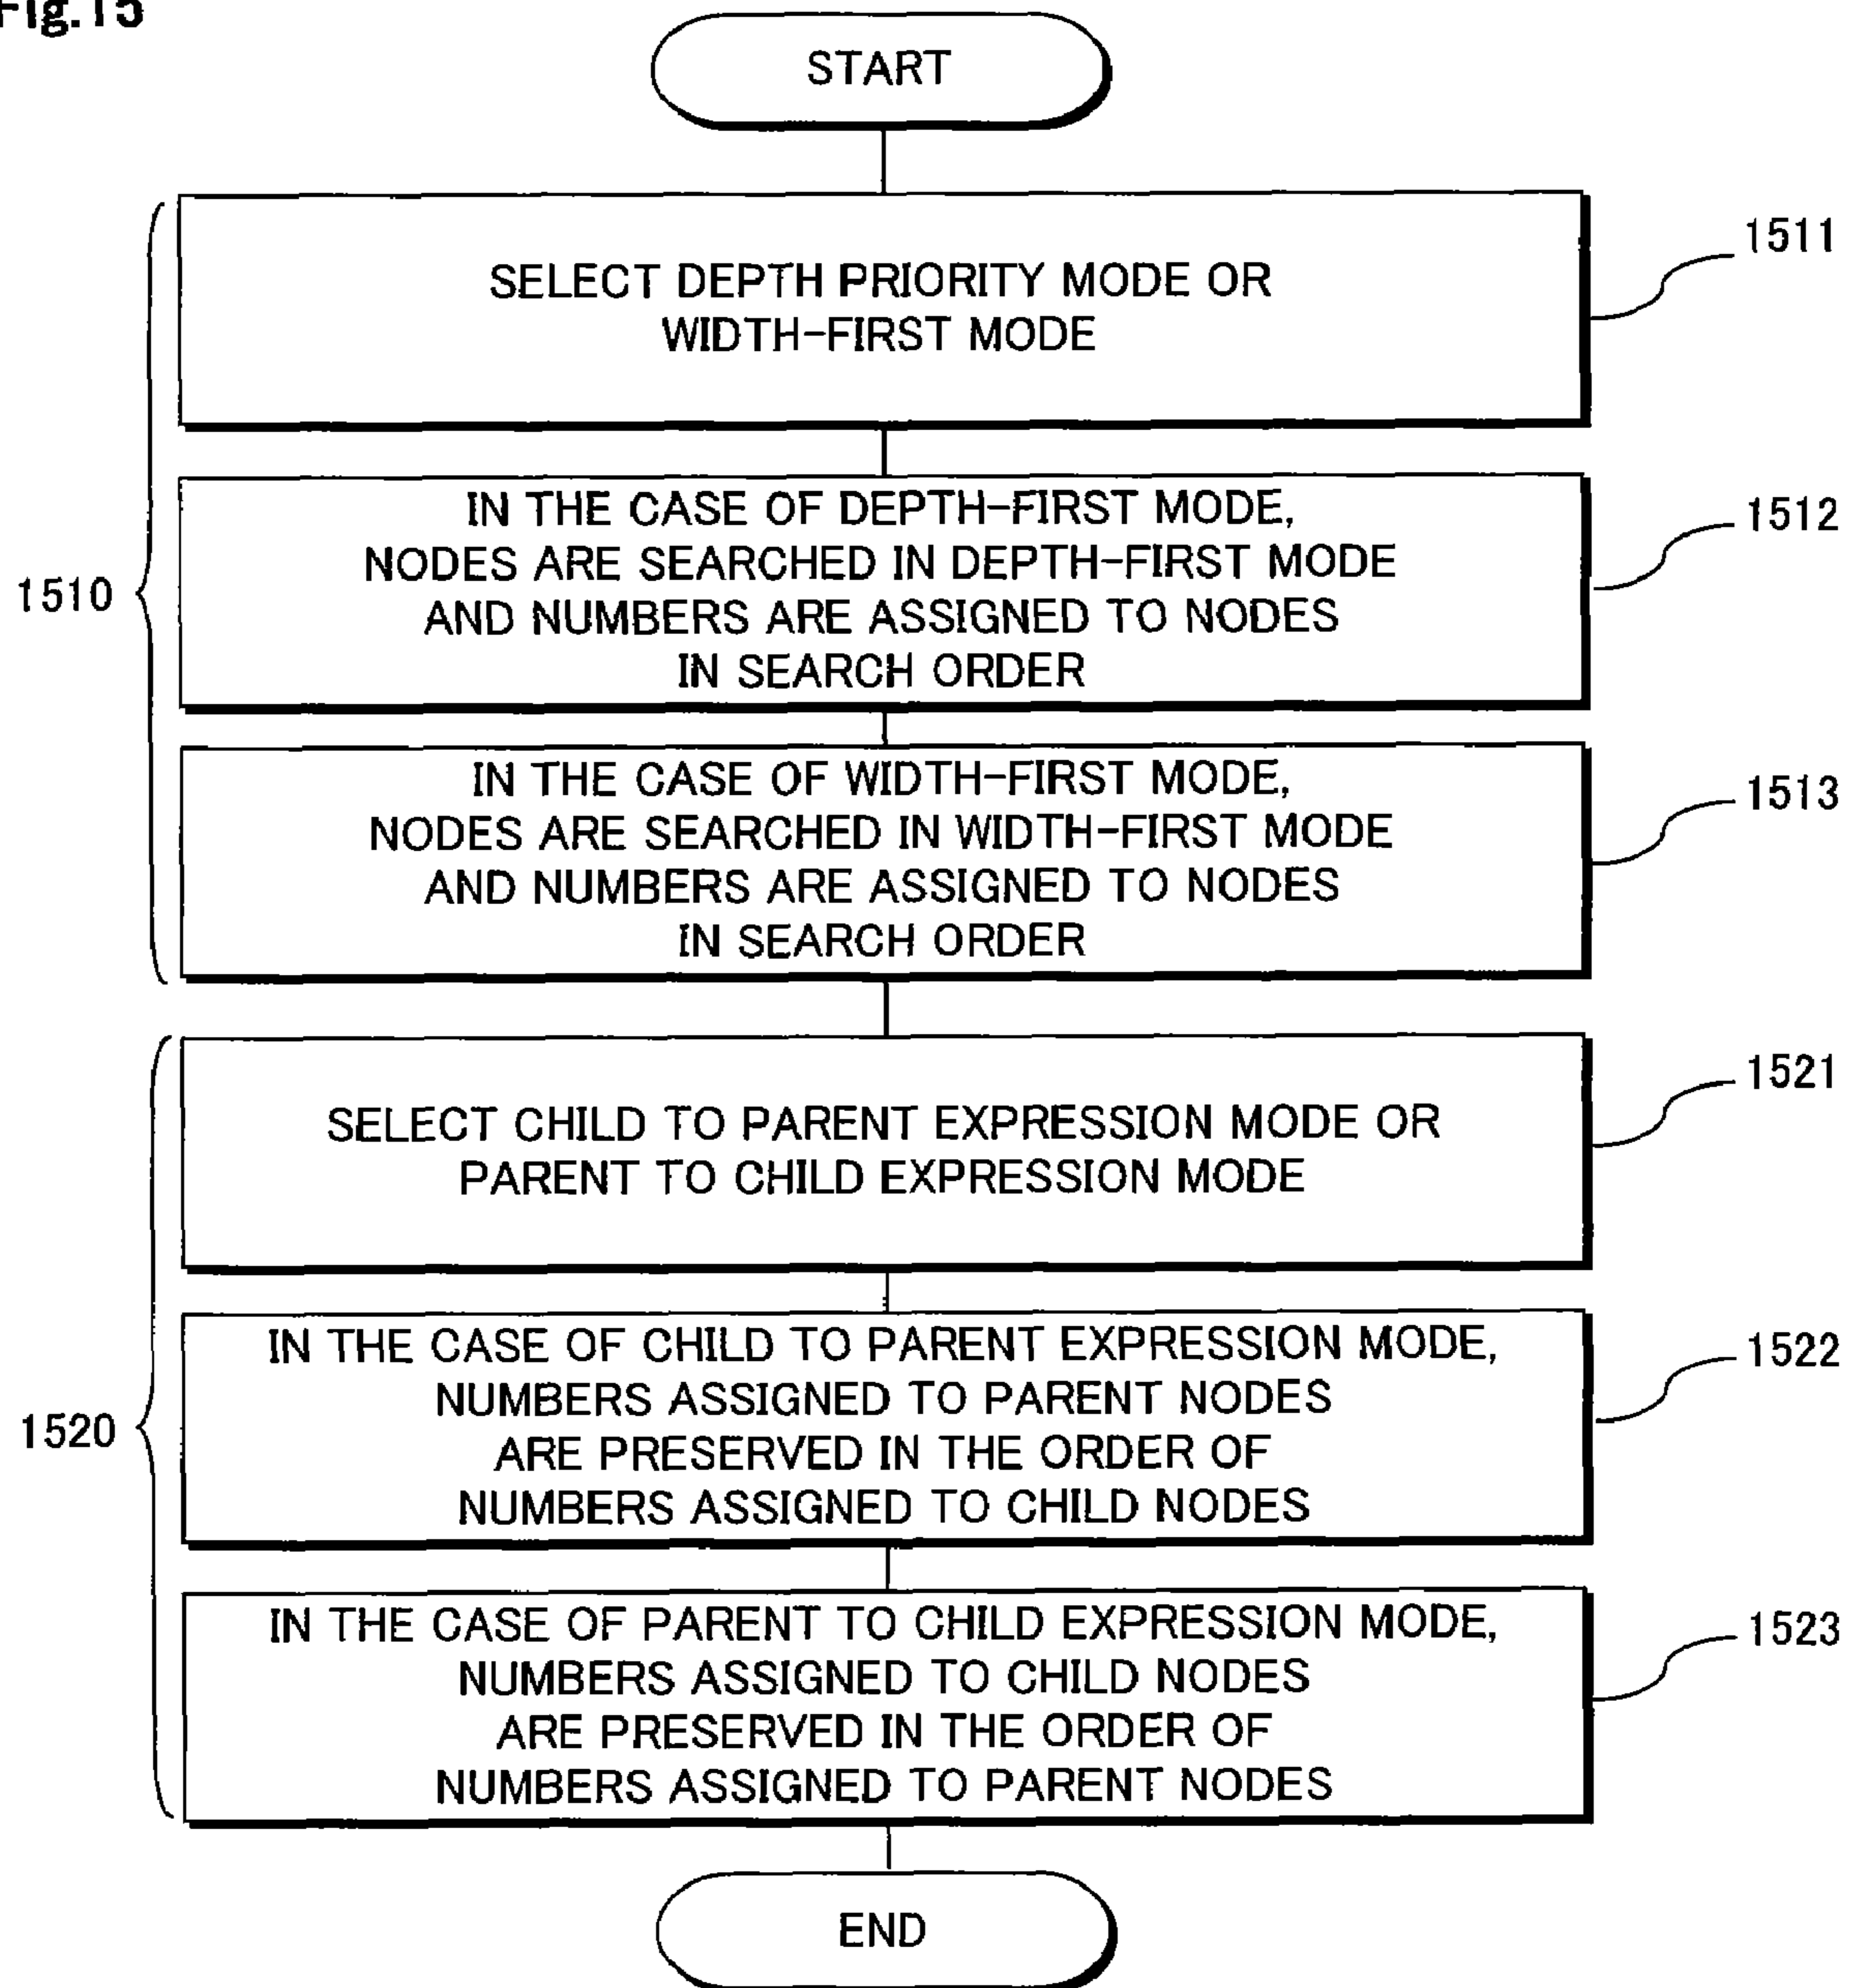 Fig.15
START
SELECT DEPTH PRIORITY MODE OR
WIDTH-FIRST MODE
1511
IN THE CASE OF DEPTH-FIRST MODE,
NODES ARE SEARCHED IN DEPTH-FIRST MODE
AND NUMBERS ARE ASSIGNED TO NODES
IN SEARCH ORDER
1512
1510
IN THE CASE OF WIDTH-FIRST MODE,
NODES ARE SEARCHED IN WIDTH-FIRST MODE
AND NUMBERS ARE ASSIGNED TO NODES
IN SEARCH ORDER
1513
SELECT CHILD TO PARENT EXPRESSION MODE OR
PARENT TO CHILD EXPRESSION MODE
1521
IN THE CASE OF CHILD TO PARENT EXPRESSION MODE,
NUMBERS ASSIGNED TO PARENT NODES
ARE PRESERVED IN THE ORDER OF
NUMBERS ASSIGNED TO CHILD NODES
1522
1520
IN THE CASE OF PARENT TO CHILD EXPRESSION MODE,
NUMBERS ASSIGNED TO CHILD NODES
ARE PRESERVED IN THE ORDER OF
NUMBERS ASSIGNED TO PARENT NODES
1523
END